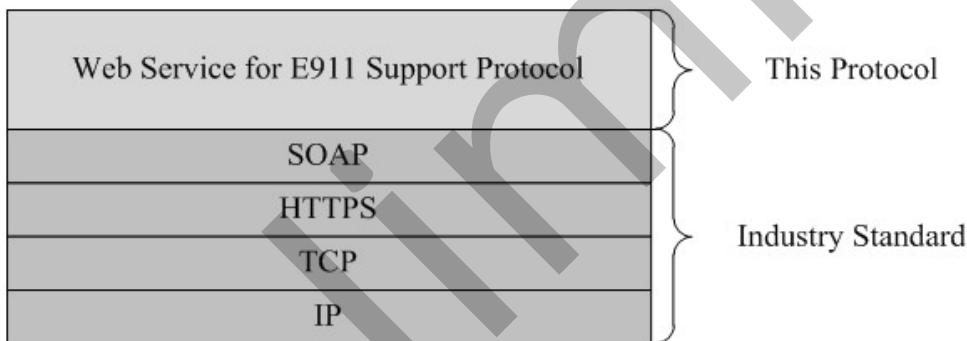 Web Service for E911 Support Protocol
This Protocol
SOAP
HTTPS
Industry Standard
TCP
IP